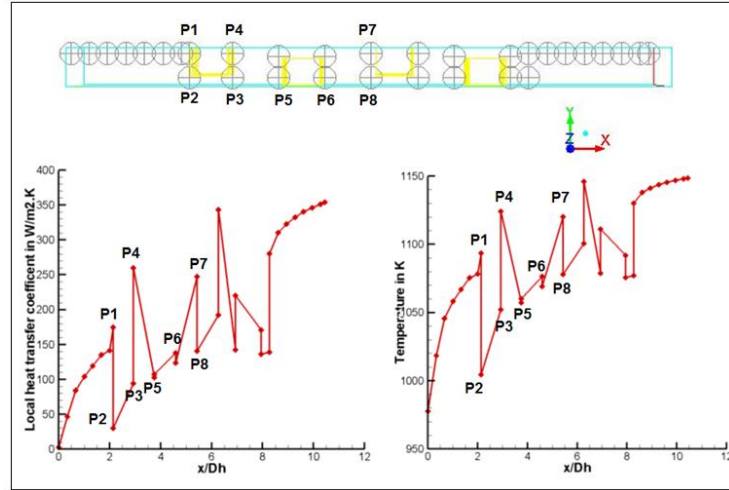 P1 P4 P7
P2 P3 P5 P6 P8
Y
Z X
Local heat transfer coefficient in W/m2.K
400
350
300
250
200
150
100
50
0
0 2 4 6 8 10 12
x/Dh
P1
P2
P3
P4
P5
P6
P7
P8
Temperature in K
1150
1100
1050
1000
950
0 2 4 6 8 10 12
x/Dh
P1
P2
P3
P4
P5
P6
P7
P8